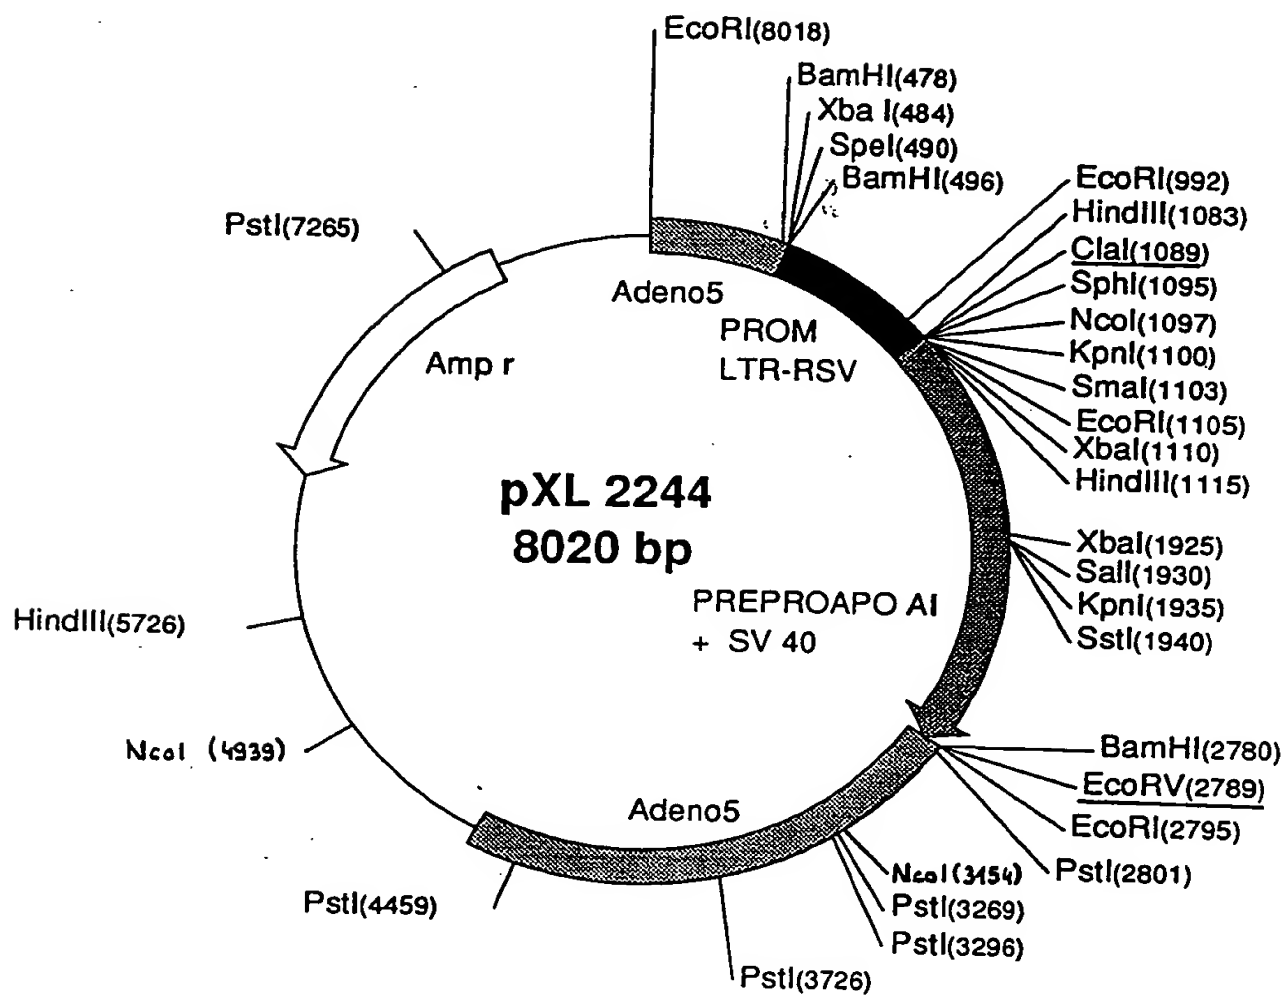 EcoRI(8018)
BamHI(478)
Xba I(484)
SpeI(490)
BamHI(496)
EcoRI(992)
HindIII(1083)
ClaI(1089)
SphI(1095)
NcoI(1097)
KpnI(1100)
SmaI(1103)
EcoRI(1105)
XbaI(1110)
HindIII(1115)
XbaI(1925)
SalI(1930)
KpnI(1935)
SstI(1940)
BamHI(2780)
EcoRV(2789)
EcoRI(2795)
PstI(2801)
NcoI(3154)
PstI(3269)
PstI(3296)
PstI(3726)
PstI(4459)
NcoI (4939)
HindIII(5726)
PstI(7265)
Adeno5
PROM
LTR-RSV
Amp r
pXL 2244
8020 bp
PREPROAPO AI
+ SV 40
Adeno5